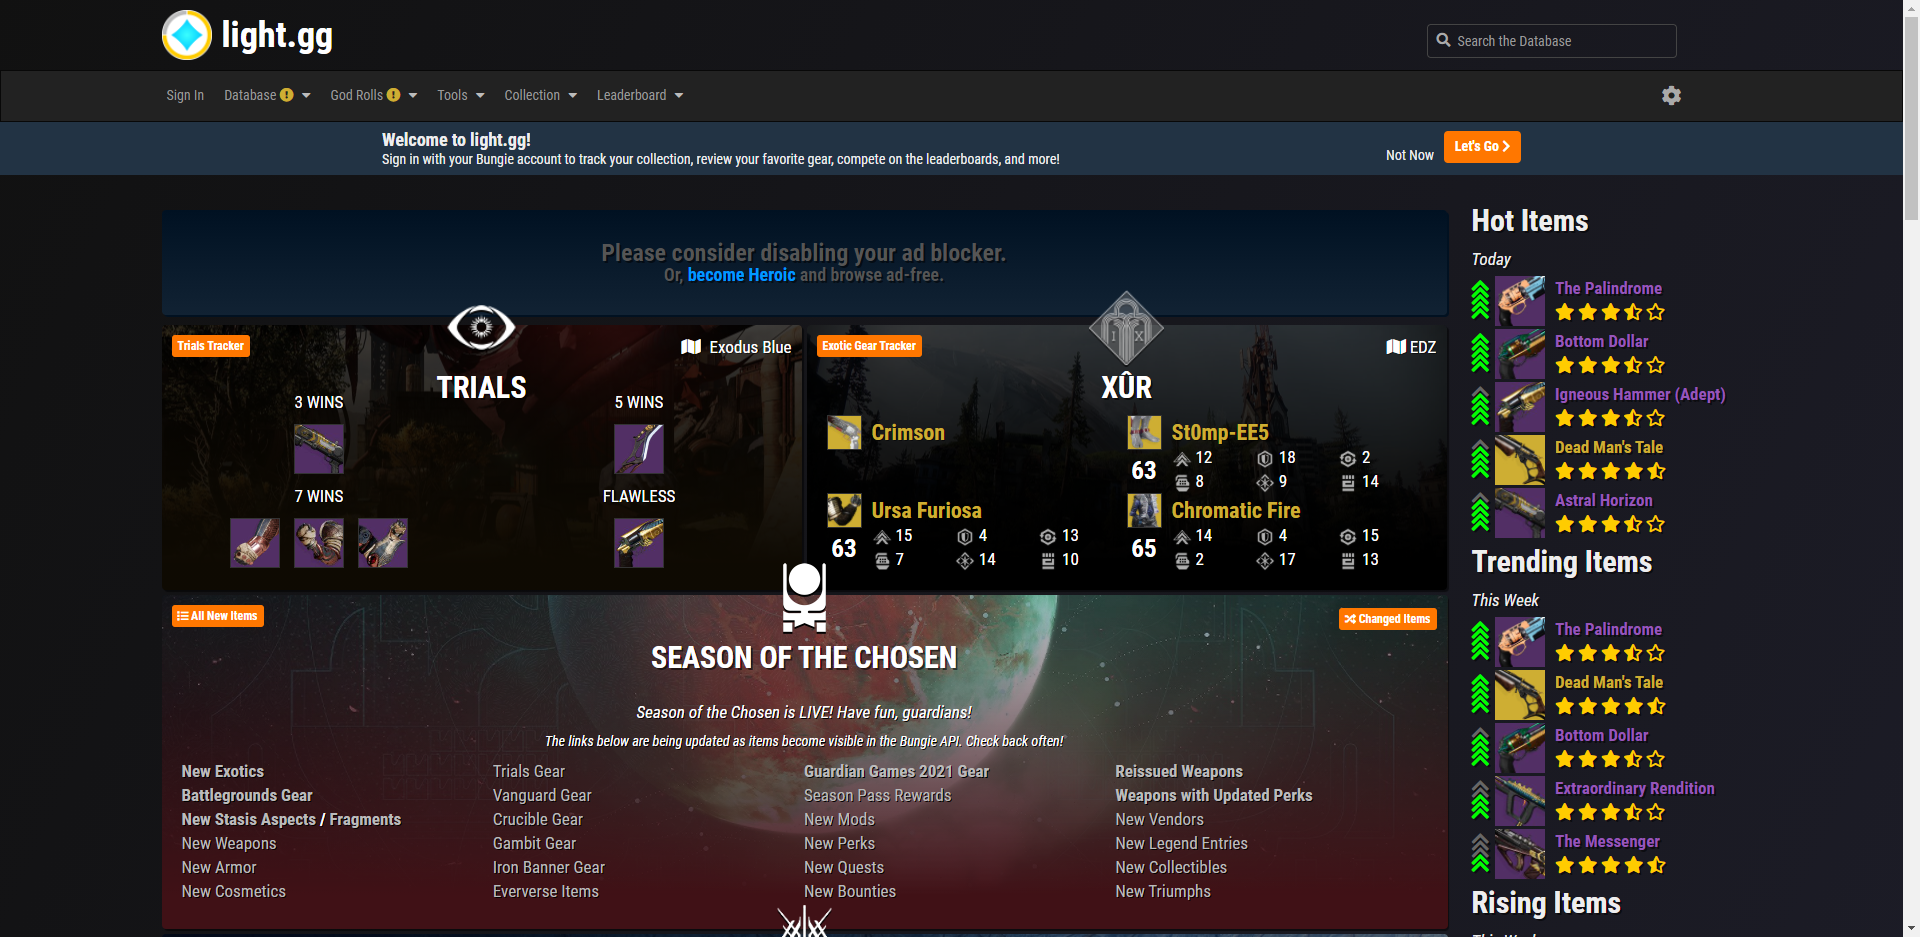 light.gg
Search the Database
Sign In Database God Rolls Tools Collection Leaderboard
Welcome to light.gg!
Sign in with your Bungie account to track your collection, review your favorite gear, compete on the leaderboards, and more!
Not Now Let's Go
Please consider disabling your ad blocker.
Or, become Heroic and browse ad-free.
Trials Tracker
Exodus Blue
TRIALS
3 WINS
5 WINS
7 WINS
FLAWLESS
Exotic Gear Tracker
EDZ
IX
XÛR
Crimson
St0mp-EE5
63
12 18 2
8 9 14
Ursa Furiosa
63
15 4 13
7 14 10
Chromatic Fire
65
14 4 15
2 17 13
All New Items
Changed Items
SEASON OF THE CHOSEN
Season of the Chosen is LIVE! Have fun, guardians!
The links below are being updated as items become visible in the Bungie API. Check back often!
New Exotics
Battlegrounds Gear
New Stasis Aspects / Fragments
New Weapons
New Armor
New Cosmetics
Trials Gear
Vanguard Gear
Crucible Gear
Gambit Gear
Iron Banner Gear
Eververse Items
Guardian Games 2021 Gear
Season Pass Rewards
New Mods
New Perks
New Quests
New Bounties
Reissued Weapons
Weapons with Updated Perks
New Vendors
New Legend Entries
New Collectibles
New Triumphs
Hot Items
Today
The Palindrome
Bottom Dollar
Igneous Hammer (Adept)
Dead Man's Tale
Astral Horizon
Trending Items
This Week
The Palindrome
Dead Man's Tale
Bottom Dollar
Extraordinary Rendition
The Messenger
Rising Items